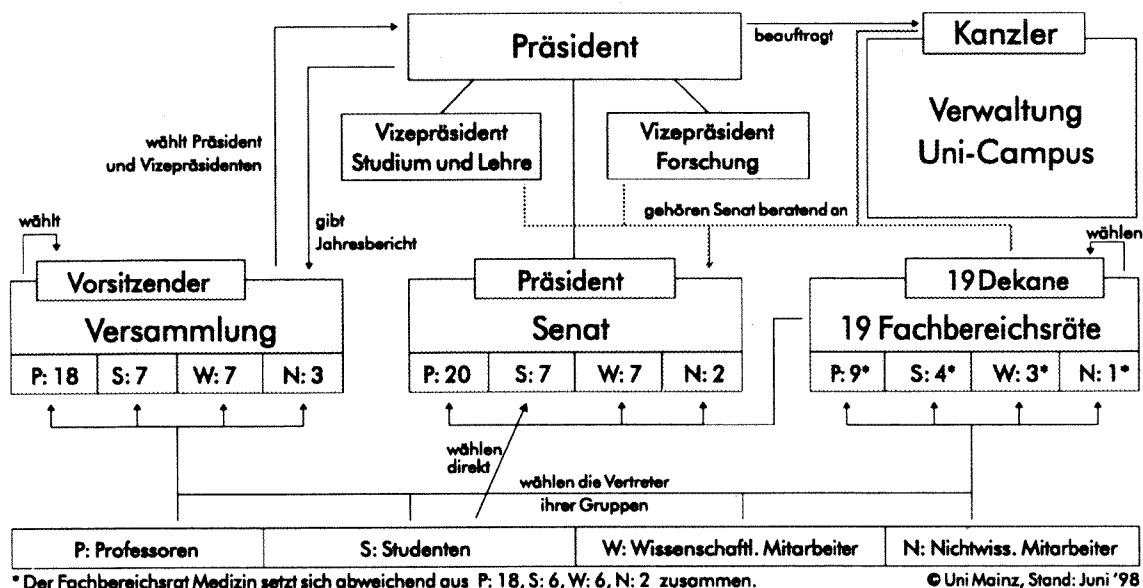 Präsident
beauftragt
Kanzler
Verwaltung
Uni-Campus
Vizepräsident
Studium und Lehre
Vizepräsident
Forschung
wählt Präsident
und Vizepräsidenten
gibt
Jahresbericht
gehören Senat beratend an
wählt
wählen
Vorsitzender
Versammlung
P: 18
S: 7
W: 7
N: 3
Präsident
Senat
P: 20
S: 7
W: 7
N: 2
19 Dekane
19 Fachbereichsräte
P: 9*
S: 4*
W: 3*
N: 1*
wählen
direkt
wählen die Vertreter
ihrer Gruppen
P: Professoren
S: Studenten
W: Wissenschaftl. Mitarbeiter
N: Nichtwiss. Mitarbeiter
* Der Fachbereichsrat Medizin setzt sich abweichend aus P: 18, S: 6, W: 6, N: 2 zusammen.
© Uni Mainz, Stand: Juni '98